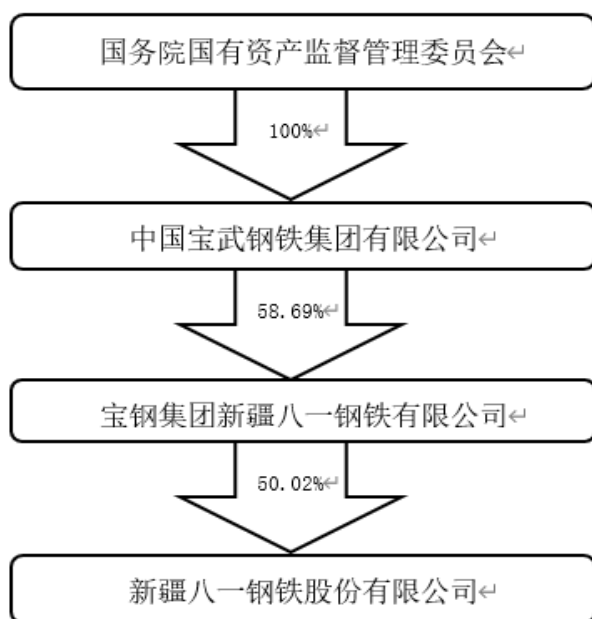 国务院国有资产监督管理委员会↵
100%↵
中国宝武钢铁集团有限公司↵
58.69%↵
宝钢集团新疆八一钢铁有限公司↵
50.02%↵
新疆八一钢铁股份有限公司↵